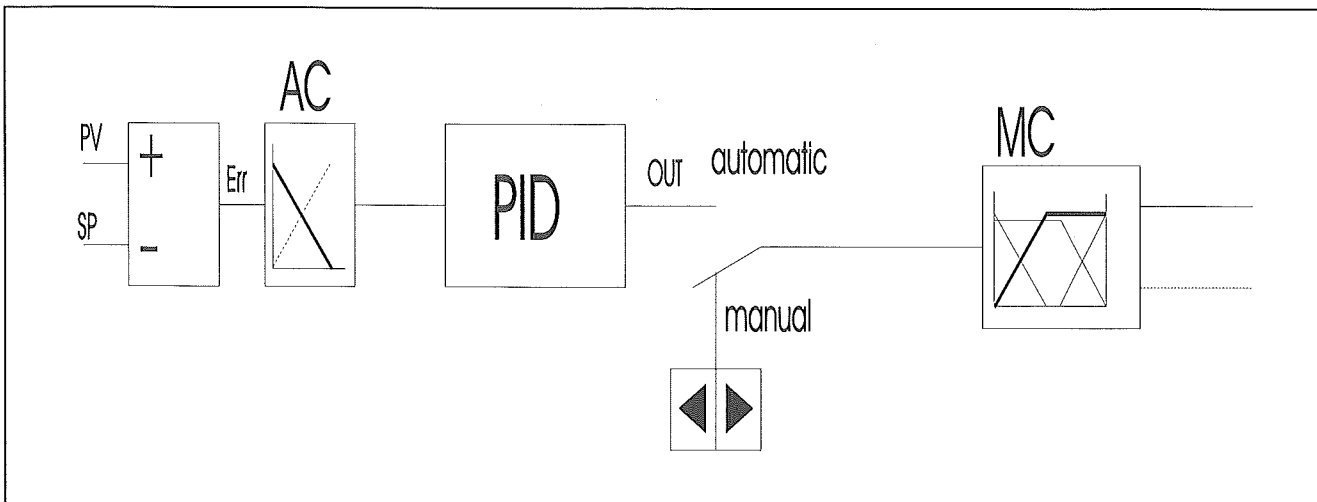 AC
MC
PV
+
Err
PID
OUT
automatic
SP
-
manual